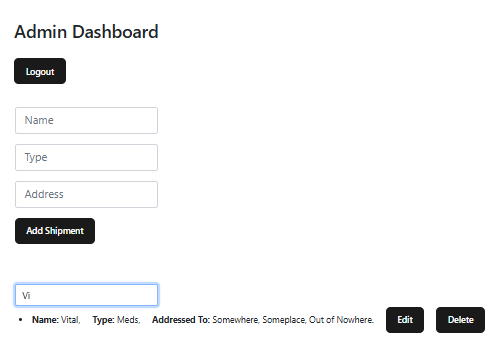 Admin Dashboard
Logout
Name
Type
Address
Add Shipment
Vi
• Name: Vital, Type: Meds, Addressed To: Somewhere, Someplace, Out of Nowhere. Edit Delete